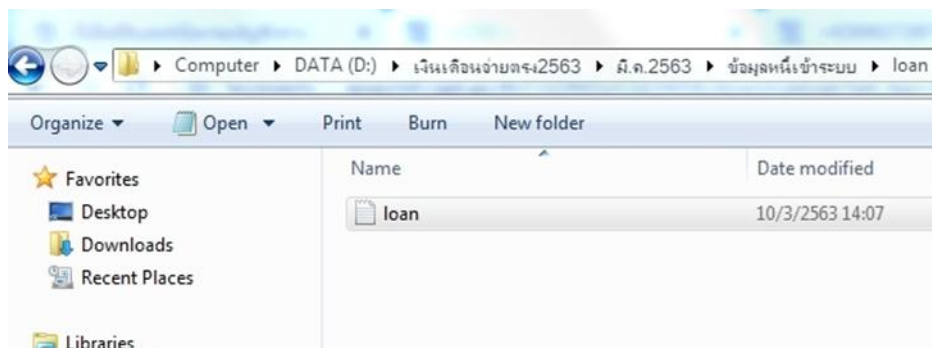 Computer ▸ DATA (D:) ▸ เงินเดือนจ่ายตรง2563 ▸ มี.ค.2563 ▸ ข้อมูลหนี้เข้าระบบ ▸ loan
Organize Open Print Burn New folder
Favorites
Desktop
Downloads
Recent Places
Libraries
Name Date modified
loan 10/3/2563 14:07